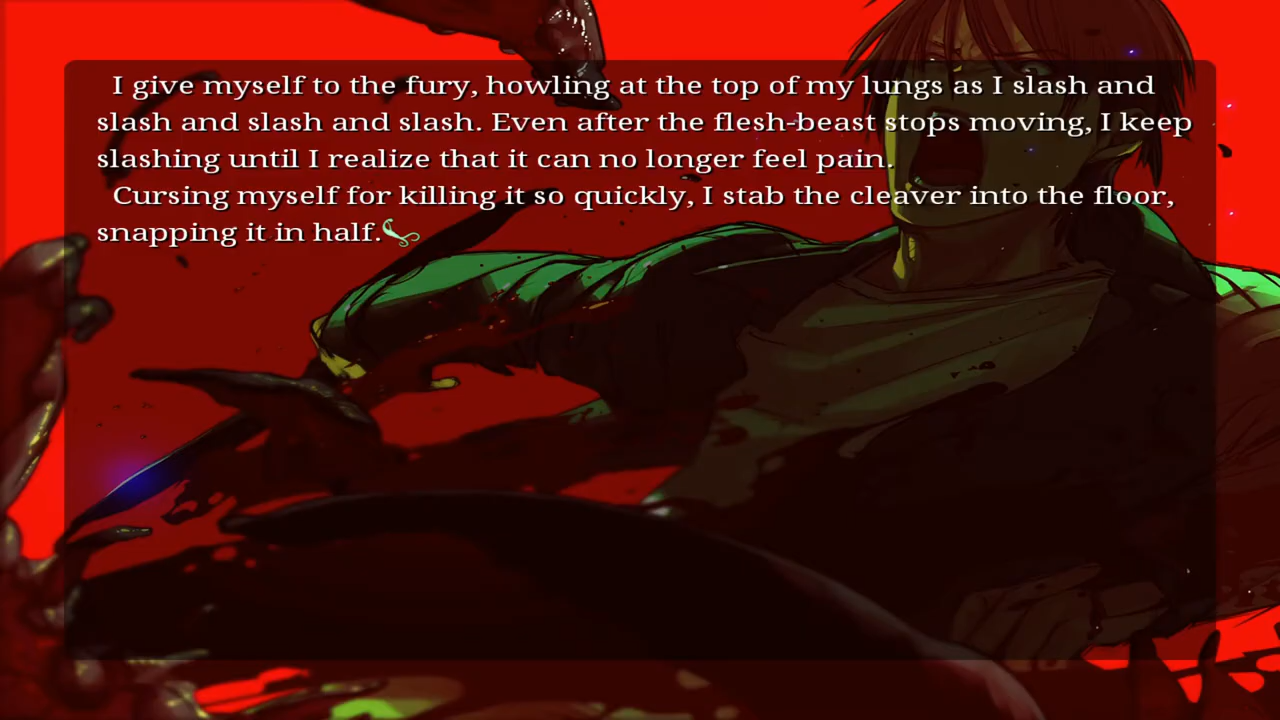 I give myself to the fury, howling at the top of my lungs as I slash and
slash and slash and slash. Even after the flesh-beast stops moving, I keep
slashing until I realize that it can no longer feel pain.
Cursing myself for killing it so quickly, I stab the cleaver into the floor,
snapping it in half.